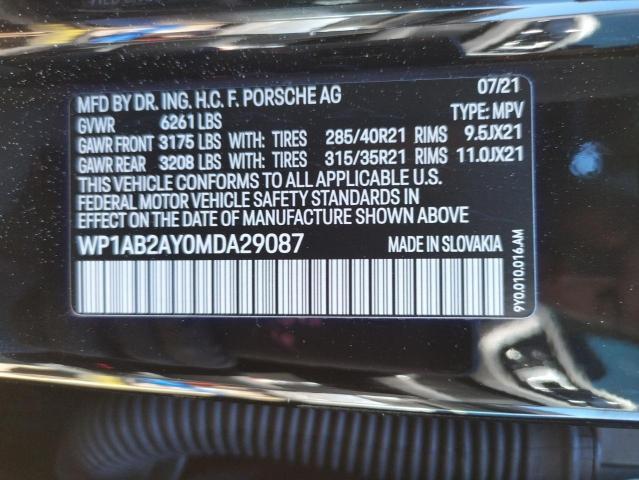 MFD BY DR. ING. H.C. F. PORSCHE AG 07/21
GVWR 6261 LBS TYPE: MPV
GAWR FRONT 3175 LBS WITH: TIRES 285/40R21 RIMS 9.5JX21
GAWR REAR 3208 LBS WITH: TIRES 315/35R21 RIMS 11.0JX21
THIS VEHICLE CONFORMS TO ALL APPLICABLE U.S.
FEDERAL MOTOR VEHICLE SAFETY STANDARDS IN
EFFECT ON THE DATE OF MANUFACTURE SHOWN ABOVE
WP1AB2AY0MDA29087 MADE IN SLOVAKIA
9Y0.010.016.AM